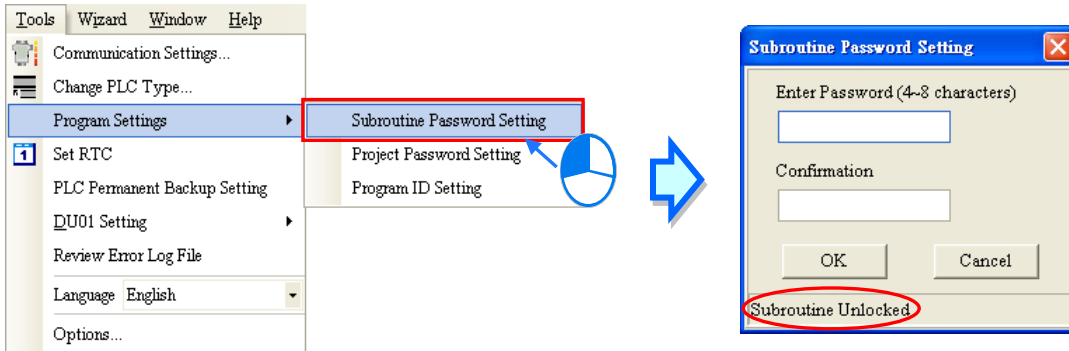 Tools Wizard Window Help
Communication Settings...
Change PLC Type...
Program Settings
1 Set RTC
PLC Permanent Backup Setting
DU01 Setting
Review Error Log File
Language English
Options...
Subroutine Password Setting
Project Password Setting
Program ID Setting
Subroutine Password Setting
Enter Password (4~8 characters)
Confirmation
OK Cancel
Subroutine Unlocked